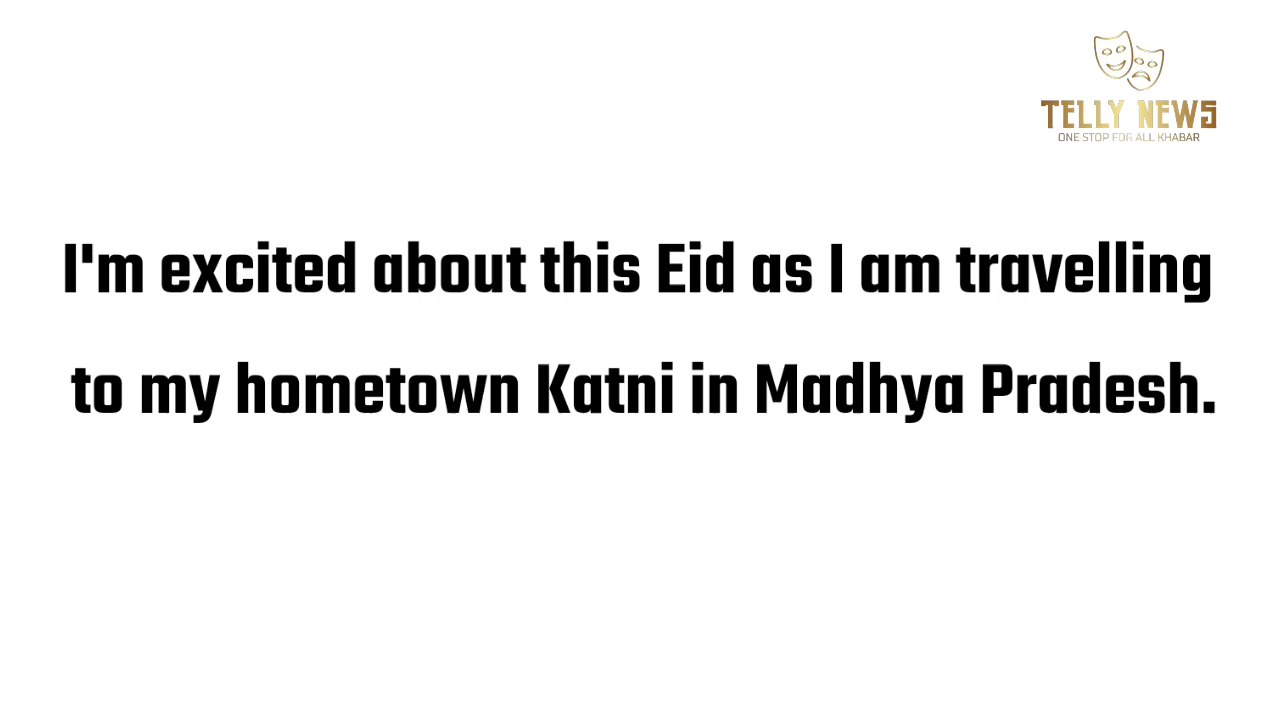 TELLY NEWS
ONE STOP FOR ALL KHABAR
I'm excited about this Eid as I am travelling
to my hometown Katni in Madhya Pradesh.